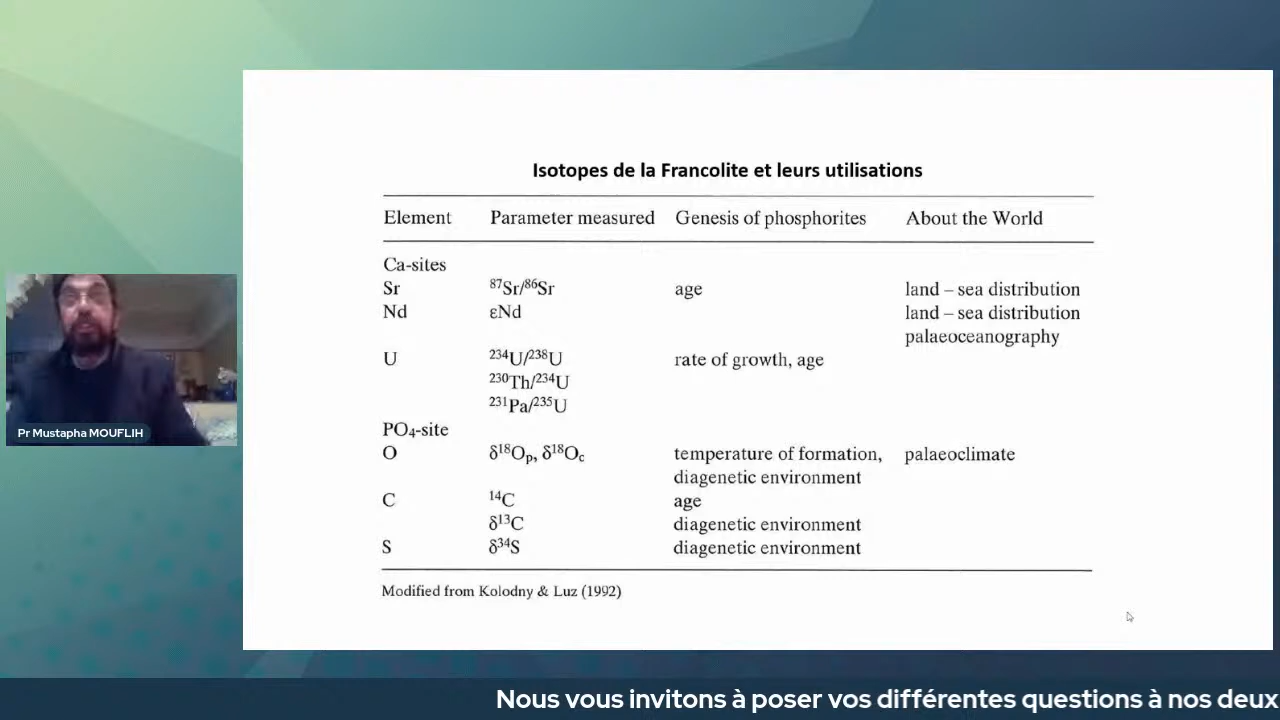 Isotopes de la Francolite et leurs utilisations
Element Parameter measured Genesis of phosphorites About the World
Ca-sites
Sr ⁸⁷Sr/⁸⁶Sr age land – sea distribution
Nd εNd land – sea distribution
palaeoceanography
U ²³⁴U/²³⁸U rate of growth, age
²³⁰Th/²³⁴U
²³¹Pa/²³⁵U
PO₄-site
O δ¹⁸Oₚ, δ¹⁸O꜀ temperature of formation, palaeoclimate
diagenetic environment
C ¹⁴C age
δ¹³C diagenetic environment
S δ³⁴S diagenetic environment
Modified from Kolodny & Luz (1992)
Pr Mustapha MOUFLIH
Nous vous invitons à poser vos différentes questions à nos deux